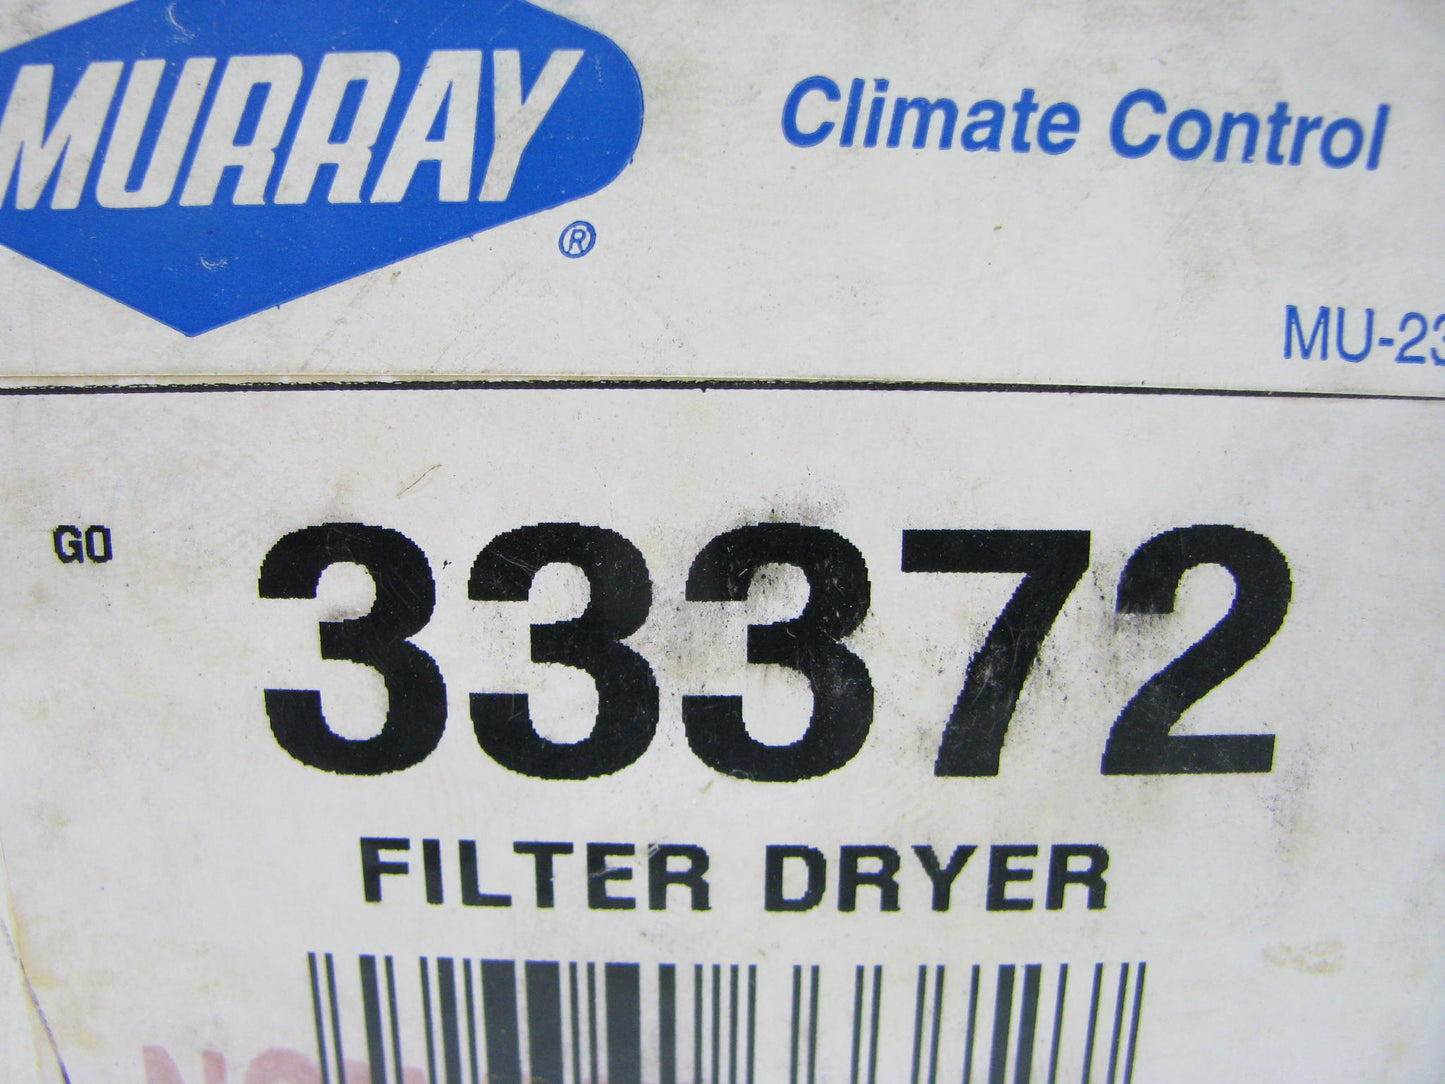 MURRAY
®
Climate Control
MU-23
GO
33372
FILTER DRYER